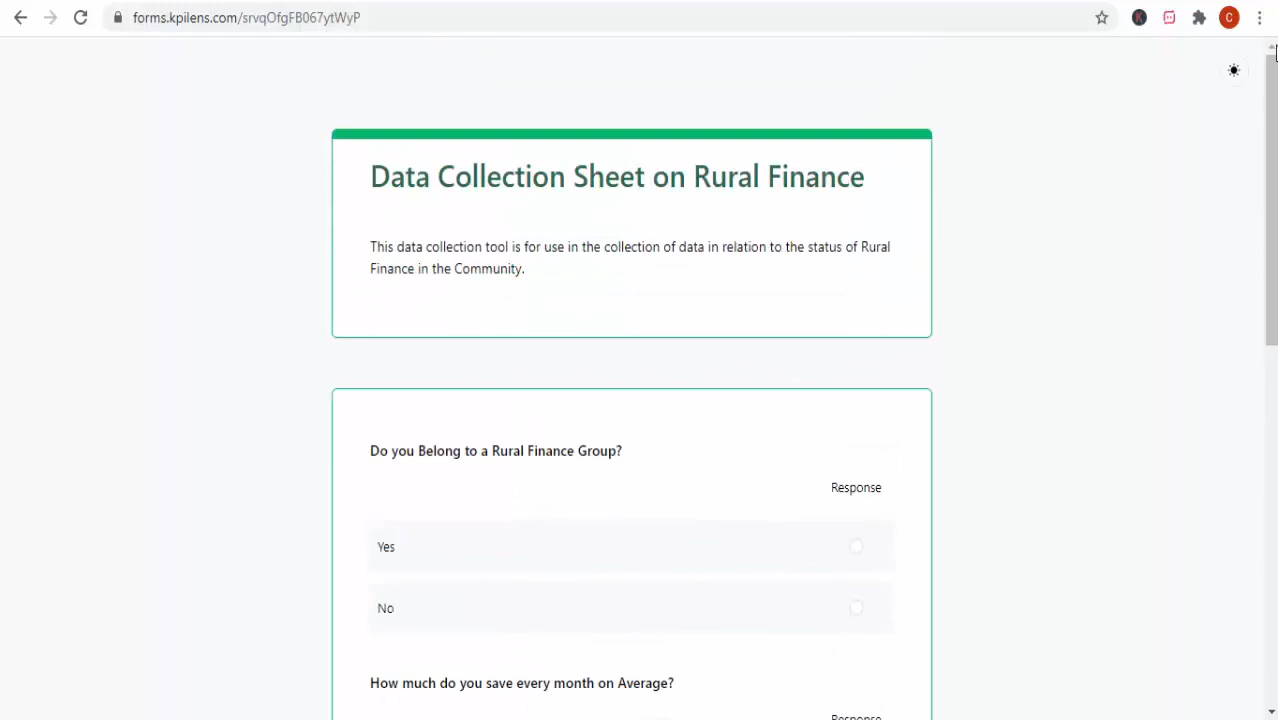 forms.kpilens.com/srvqOfgFB067ytWyP
C
Data Collection Sheet on Rural Finance
This data collection tool is for use in the collection of data in relation to the status of Rural
Finance in the Community.
Do you Belong to a Rural Finance Group?
Response
Yes
No
How much do you save every month on Average?
Response